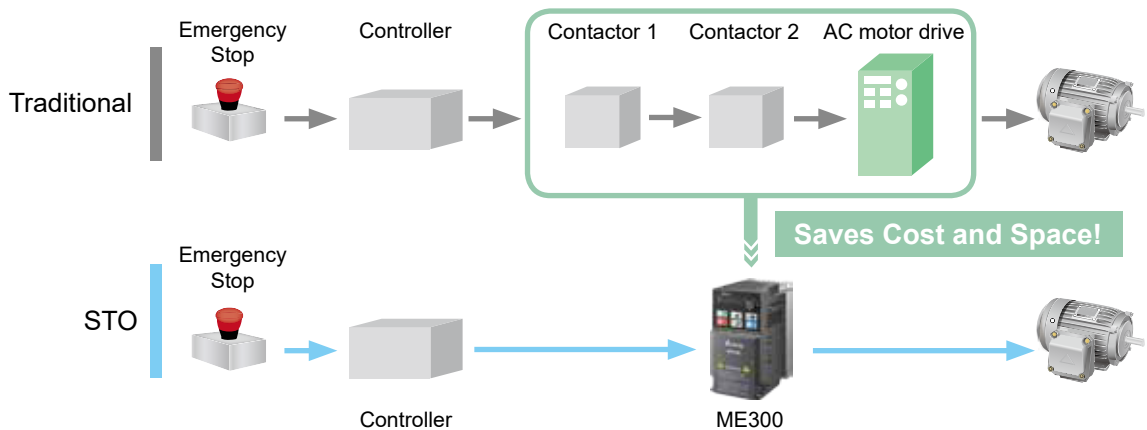 Emergency
Stop
Controller
Contactor 1
Contactor 2
AC motor drive
Traditional
Saves Cost and Space!
Emergency
Stop
STO
Controller
ME300